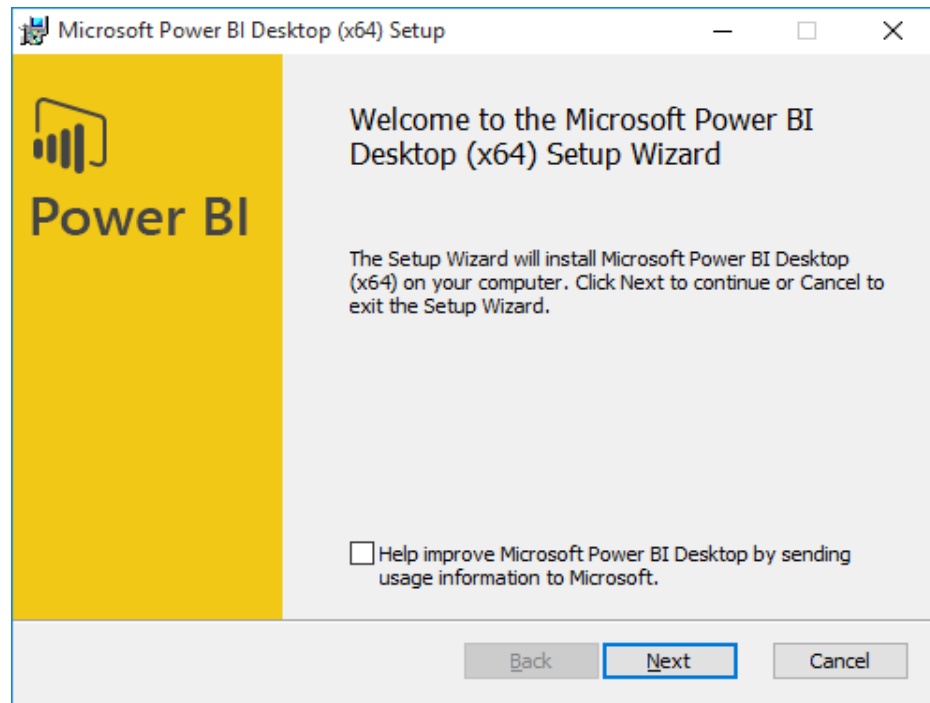 Microsoft Power BI Desktop (x64) Setup
Power BI
Welcome to the Microsoft Power BI
Desktop (x64) Setup Wizard
The Setup Wizard will install Microsoft Power BI Desktop
(x64) on your computer. Click Next to continue or Cancel to
exit the Setup Wizard.
Help improve Microsoft Power BI Desktop by sending
usage information to Microsoft.
Back Next Cancel